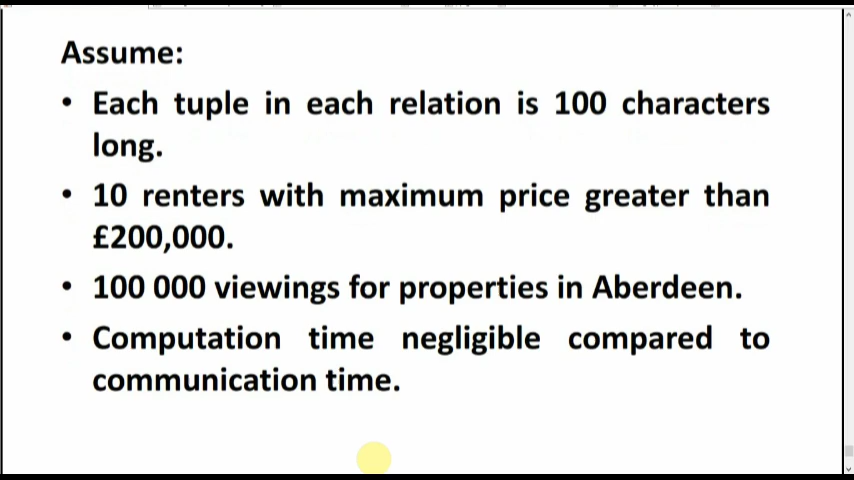 Assume:
• Each tuple in each relation is 100 characters
long.
• 10 renters with maximum price greater than
£200,000.
• 100 000 viewings for properties in Aberdeen.
• Computation time negligible compared to
communication time.